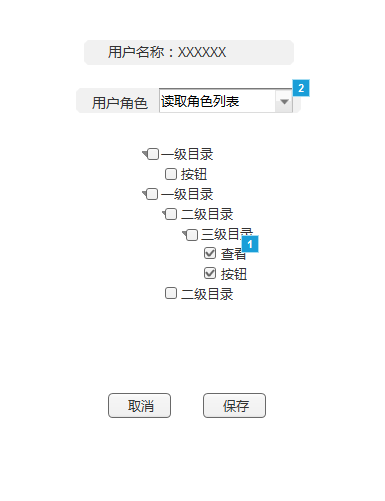 用户名称：XXXXXX
2
用户角色 读取角色列表
一级目录
按钮
一级目录
二级目录
三级目录
1
查看
按钮
二级目录
取消 保存